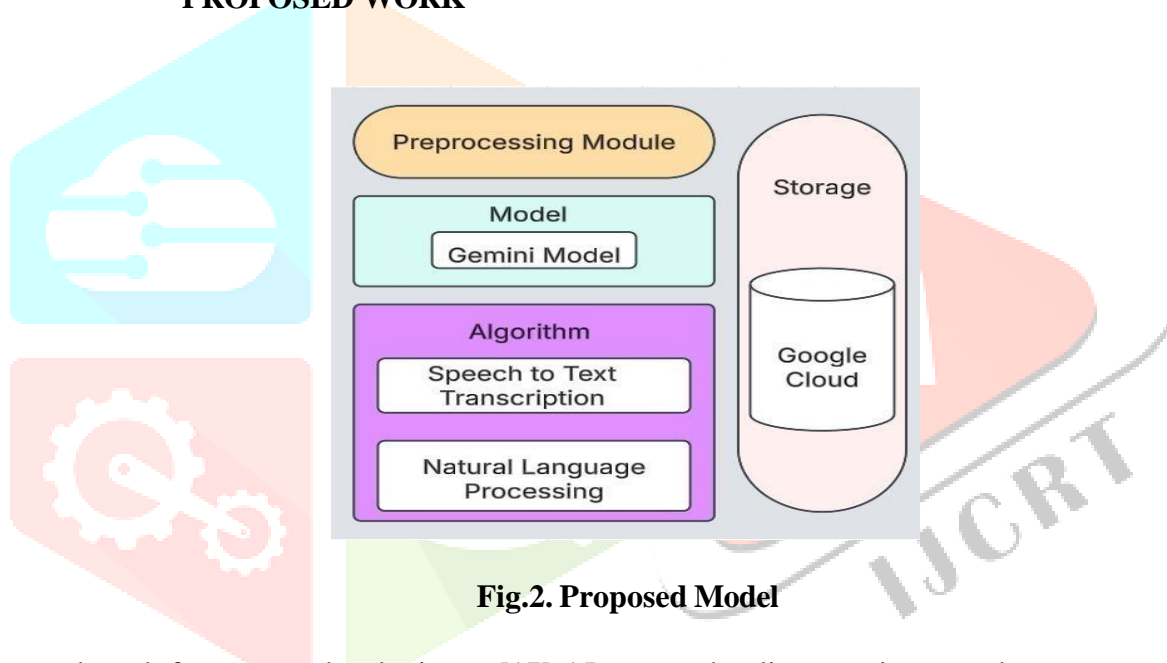 PROPOSED WORK
Preprocessing Module
Model
Gemini Model
Algorithm
Speech to Text
Transcription
Natural Language
Processing
Storage
Google
Cloud
IJCRT
Fig.2. Proposed Model